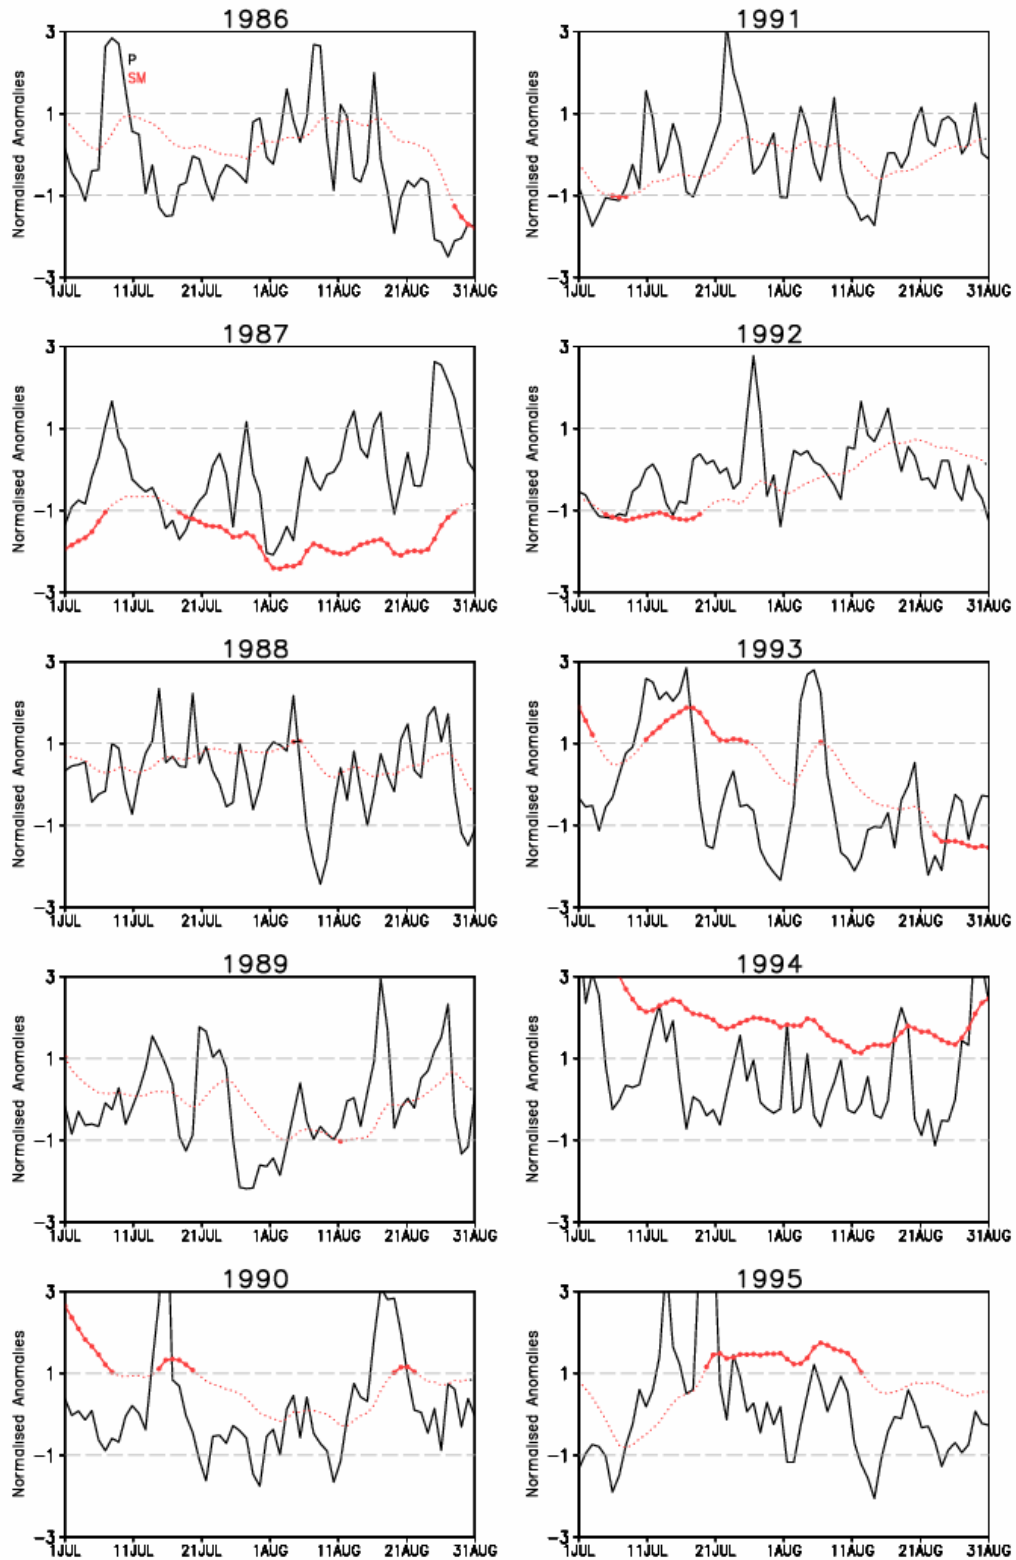 1986
3
1
-1
-3
Normalised Anomalies
P
SM
1JUL 11JUL 21JUL 1AUG 11AUG 21AUG 31AUG
1991
3
1
-1
-3
Normalised Anomalies
1JUL 11JUL 21JUL 1AUG 11AUG 21AUG 31AUG
1987
3
1
-1
-3
Normalised Anomalies
1JUL 11JUL 21JUL 1AUG 11AUG 21AUG 31AUG
1992
3
1
-1
-3
Normalised Anomalies
1JUL 11JUL 21JUL 1AUG 11AUG 21AUG 31AUG
1988
3
1
-1
-3
Normalised Anomalies
1JUL 11JUL 21JUL 1AUG 11AUG 21AUG 31AUG
1993
3
1
-1
-3
Normalised Anomalies
1JUL 11JUL 21JUL 1AUG 11AUG 21AUG 31AUG
1989
3
1
-1
-3
Normalised Anomalies
1JUL 11JUL 21JUL 1AUG 11AUG 21AUG 31AUG
1994
3
1
-1
-3
Normalised Anomalies
1JUL 11JUL 21JUL 1AUG 11AUG 21AUG 31AUG
1990
3
1
-1
-3
Normalised Anomalies
1JUL 11JUL 21JUL 1AUG 11AUG 21AUG 31AUG
1995
3
1
-1
-3
Normalised Anomalies
1JUL 11JUL 21JUL 1AUG 11AUG 21AUG 31AUG